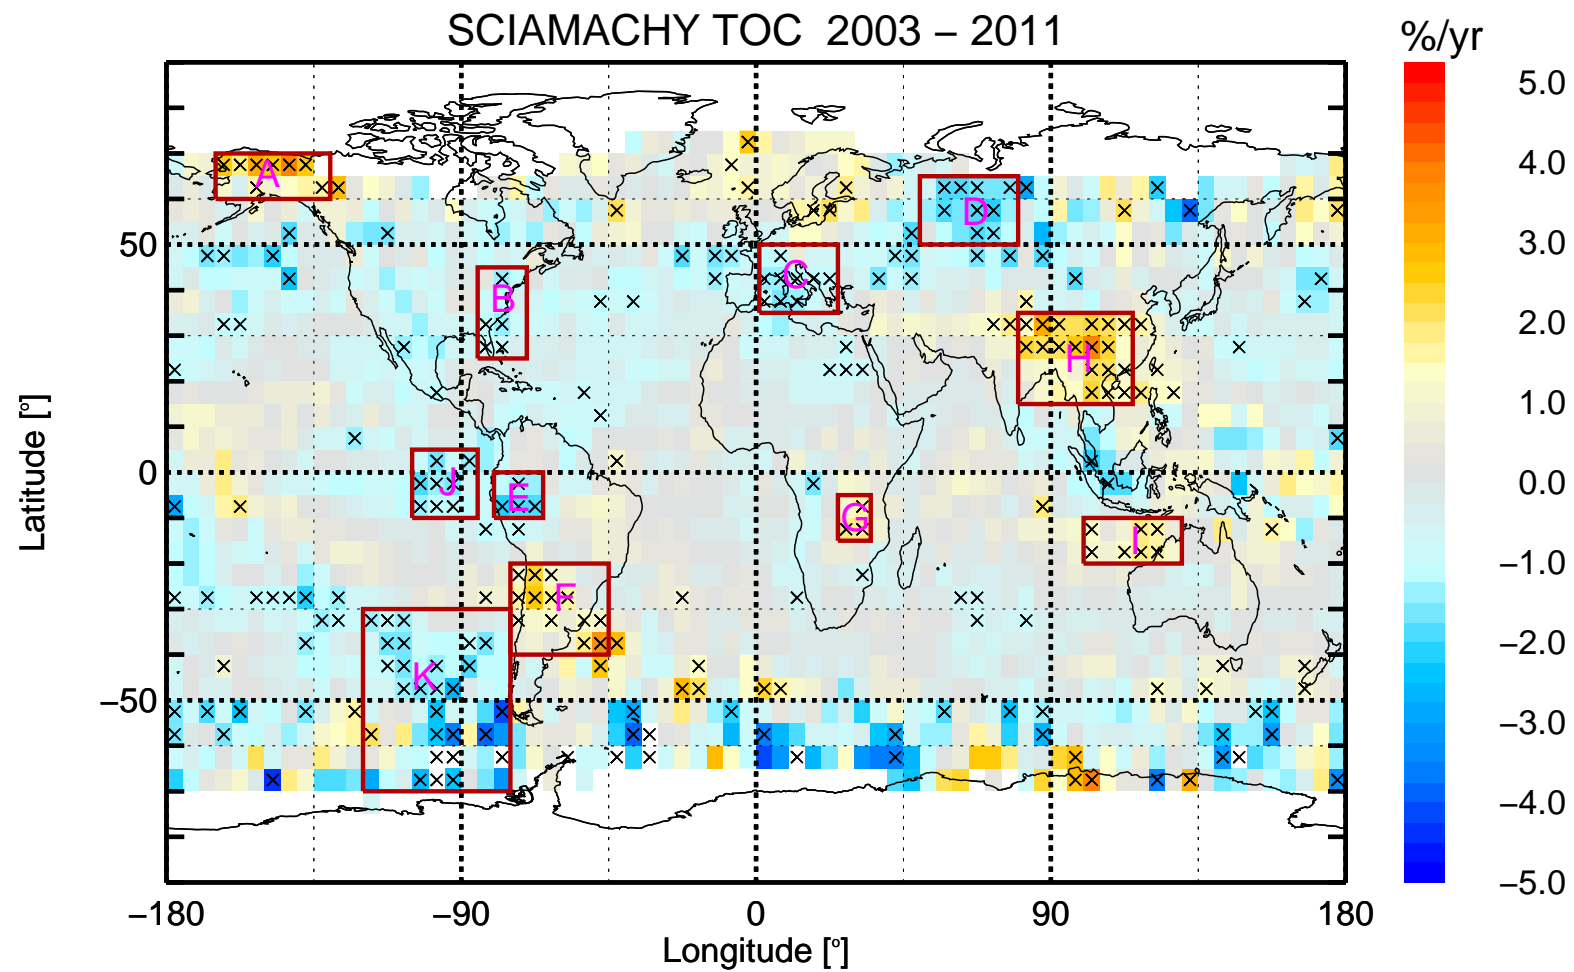 SCIAMACHY TOC 2003 – 2011
%/yr
5.0
4.0
3.0
2.0
1.0
0.0
–1.0
–2.0
–3.0
–4.0
–5.0
A
B
C
D
E
F
G
H
I
J
K
50
0
–50
Latitude [°]
–180
–90
0
90
180
Longitude [°]